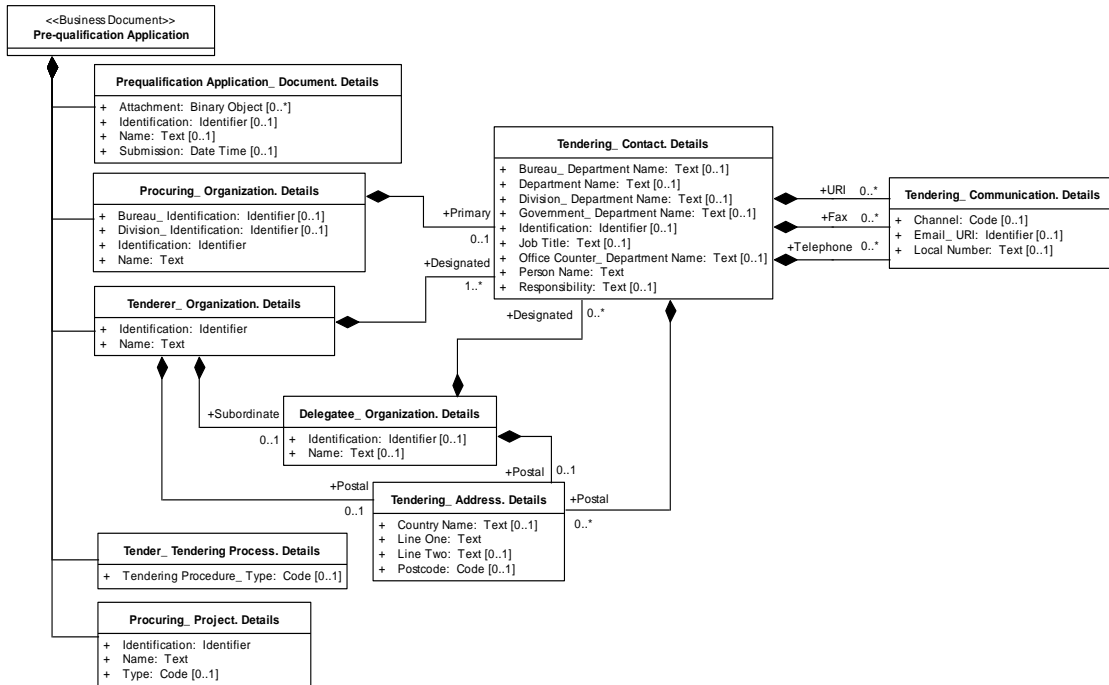 <<Business Document>>
Pre-qualification Application
Prequalification Application_ Document. Details
+ Attachment: Binary Object [0..*]
+ Identification: Identifier [0..1]
+ Name: Text [0..1]
+ Submission: Date Time [0..1]
Procuring_ Organization. Details
+ Bureau_ Identification: Identifier [0..1]
+ Division_ Identification: Identifier [0..1]
+ Identification: Identifier
+ Name: Text
+Primary
0..1
Tendering_ Contact. Details
+ Bureau_ Department Name: Text [0..1]
+ Department Name: Text [0..1]
+ Division_ Department Name: Text [0..1]
+ Government_ Department Name: Text [0..1]
+ Identification: Identifier [0..1]
+ Job Title: Text [0..1]
+ Office Counter_ Department Name: Text [0..1]
+ Person Name: Text
+ Responsibility: Text [0..1]
+URI 0..*
+Fax 0..*
+Telephone 0..*
Tendering_ Communication. Details
+ Channel: Code [0..1]
+ Email_ URI: Identifier [0..1]
+ Local Number: Text [0..1]
+Designated
1..*
Tenderer_ Organization. Details
+ Identification: Identifier
+ Name: Text
+Designated 0..*
+Subordinate
0..1
Delegatee_ Organization. Details
+ Identification: Identifier [0..1]
+ Name: Text [0..1]
+Postal 0..1
+Postal
0..1
Tendering_ Address. Details
+ Country Name: Text [0..1]
+ Line One: Text
+ Line Two: Text [0..1]
+ Postcode: Code [0..1]
+Postal
0..*
Tender_ Tendering Process. Details
+ Tendering Procedure_ Type: Code [0..1]
Procuring_ Project. Details
+ Identification: Identifier
+ Name: Text
+ Type: Code [0..1]